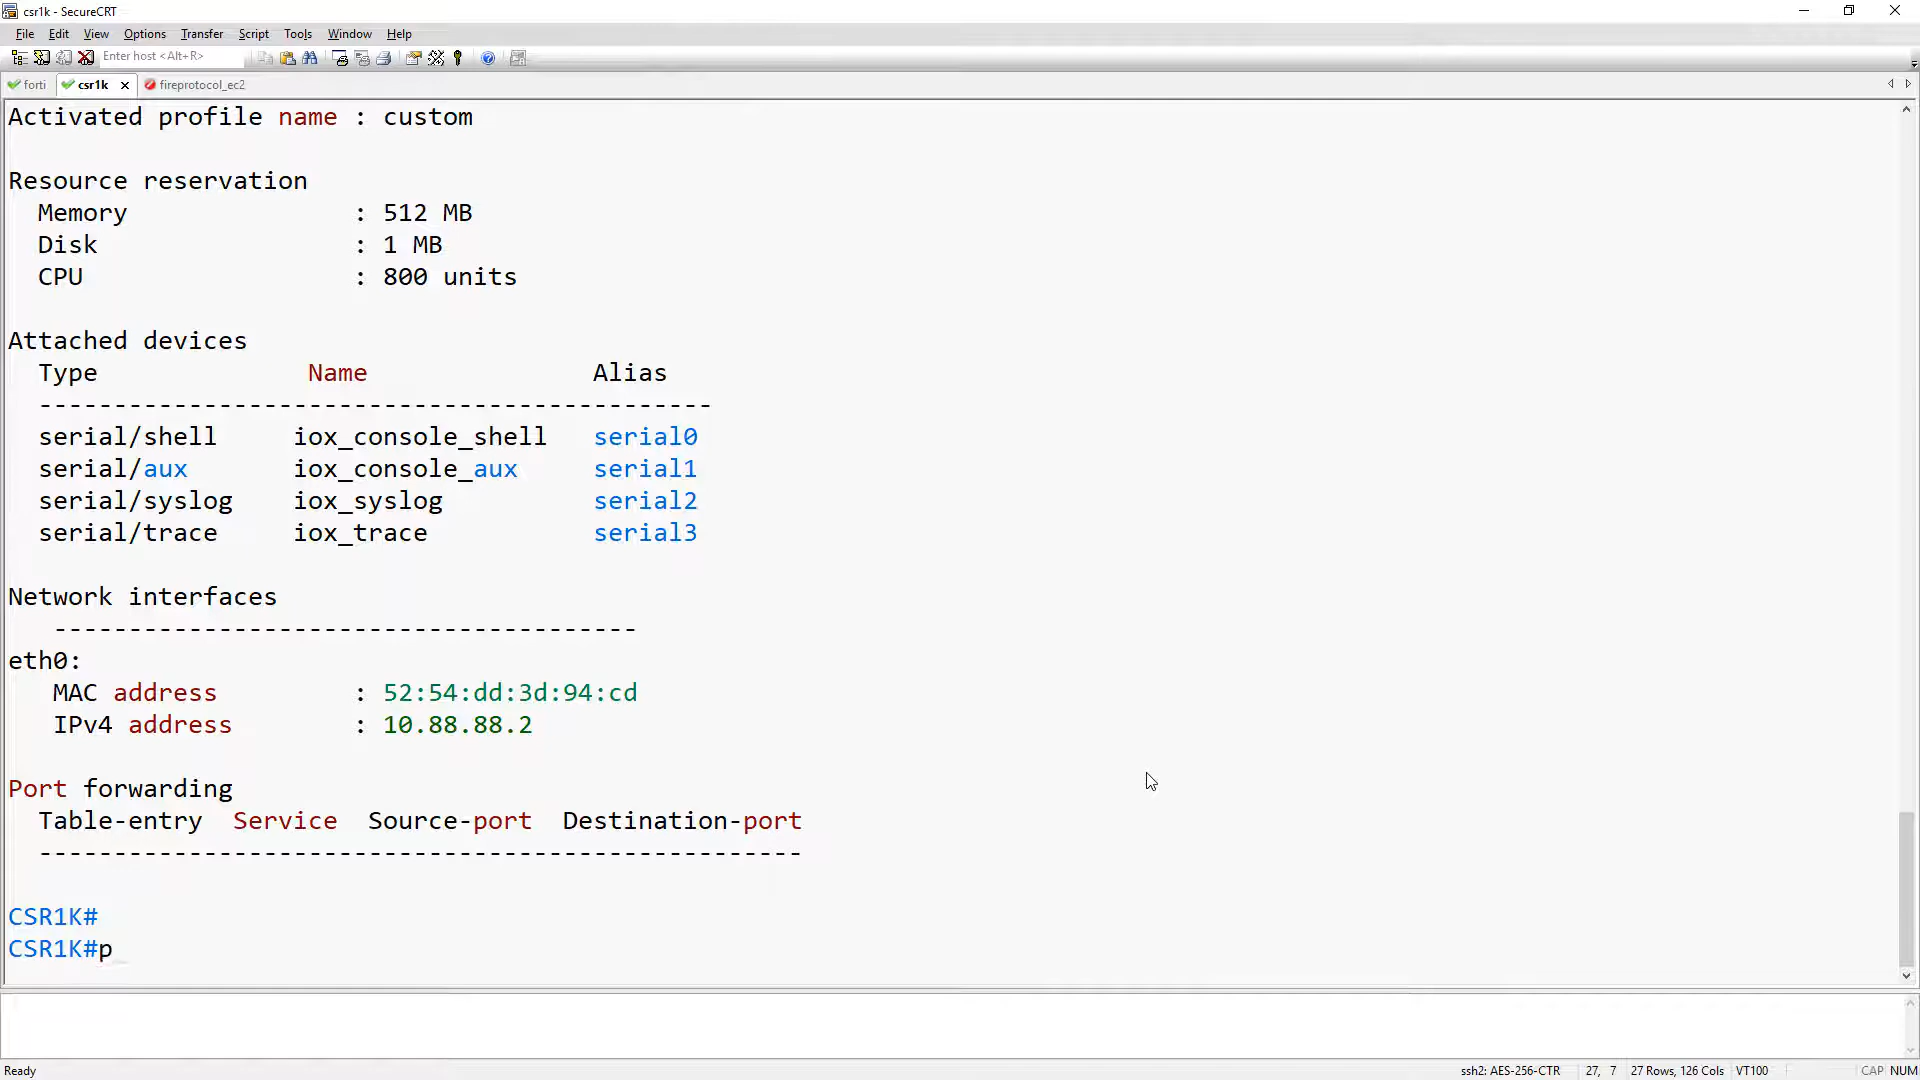 csr1k - SecureCRT
File Edit View Options Transfer Script Tools Window Help
Enter host <Alt+R>
forti csr1k fireprotocol_ec2
Activated profile name : custom
Resource reservation
Memory : 512 MB
Disk : 1 MB
CPU : 800 units
Attached devices
Type Name Alias
---------------------------------------------
serial/shell iox_console_shell serial0
serial/aux iox_console_aux serial1
serial/syslog iox_syslog serial2
serial/trace iox_trace serial3
Network interfaces
---------------------------------------
eth0:
MAC address : 52:54:dd:3d:94:cd
IPv4 address : 10.88.88.2
Port forwarding
Table-entry Service Source-port Destination-port
---------------------------------------------------
CSR1K#
CSR1K#p
Ready ssh2: AES-256-CTR 27, 7 27 Rows, 126 Cols VT100 CAP NUM